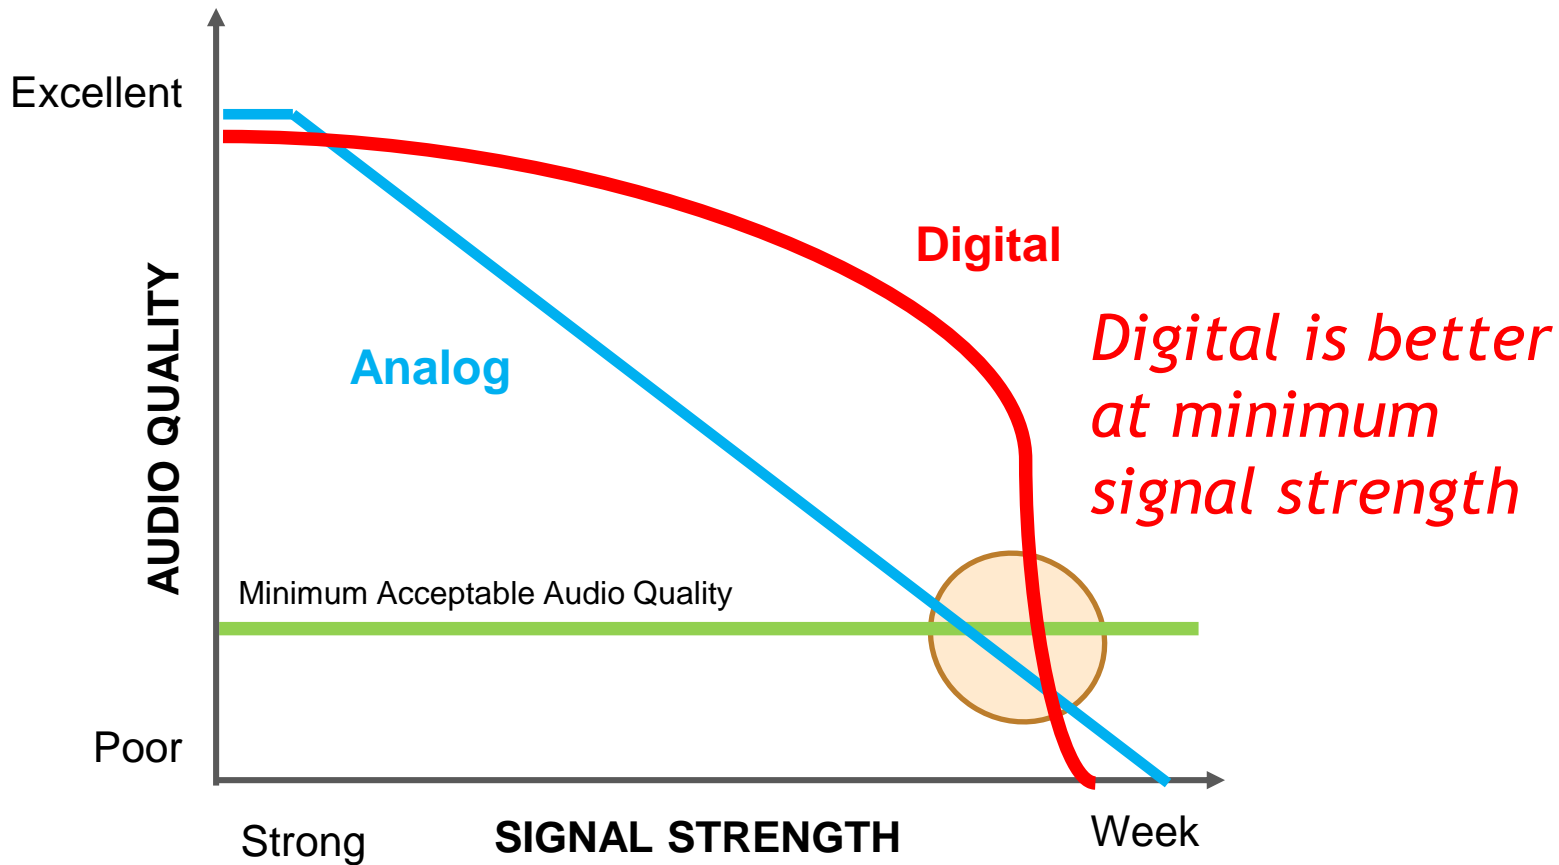 Excellent
Digital
Digital is better
at minimum
signal strength
Analog
AUDIO QUALITY
Minimum Acceptable Audio Quality
Poor
Strong
SIGNAL STRENGTH
Week